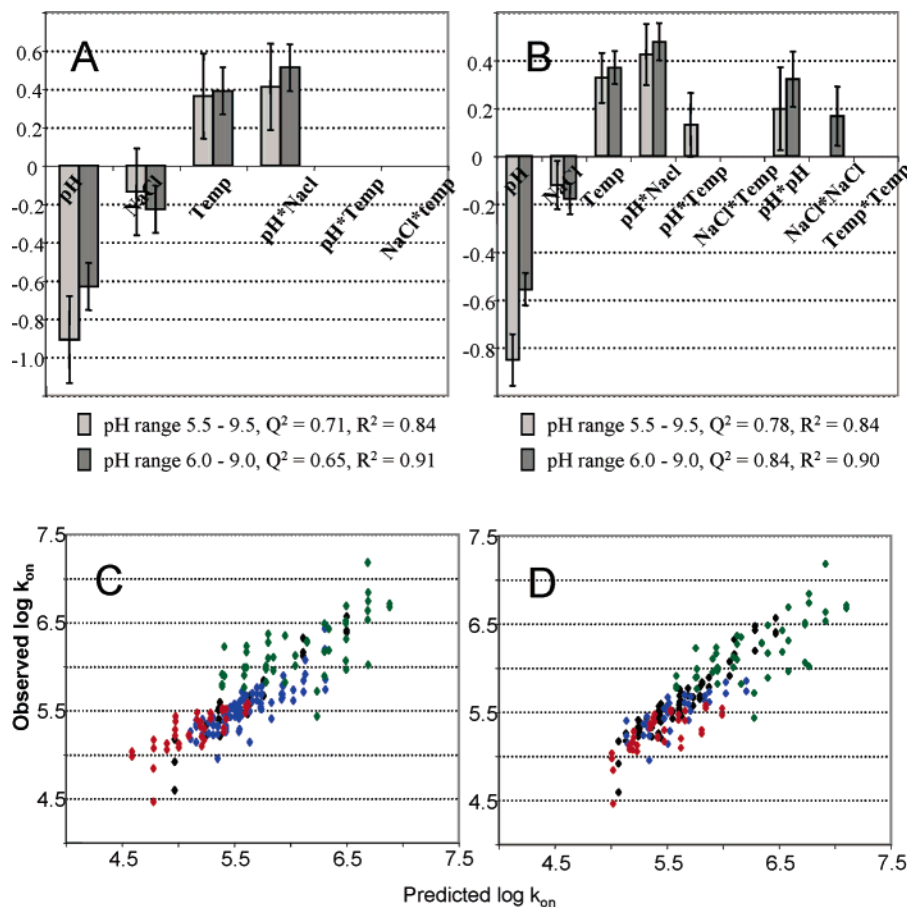 A
0.6
0.4
0.2
0
-0.2
-0.4
-0.6
-0.8
-1.0
pH
NaCl
Temp
pH*Nacl
pH*Temp
NaCl*temp
pH range 5.5 - 9.5, Q² = 0.71, R² = 0.84
pH range 6.0 - 9.0, Q² = 0.65, R² = 0.91
B
0.4
0.2
0
-0.2
-0.4
-0.6
-0.8
pH
NaCl
Temp
pH*Nacl
pH*Temp
NaCl*Temp
pH*pH
NaCl*NaCl
Temp*Temp
pH range 5.5 - 9.5, Q² = 0.78, R² = 0.84
pH range 6.0 - 9.0, Q² = 0.84, R² = 0.90
C
Observed log kon
7.5
6.5
5.5
4.5
4.5
5.5
6.5
7.5
D
7.5
6.5
5.5
4.5
4.5
5.5
6.5
7.5
Predicted log kon